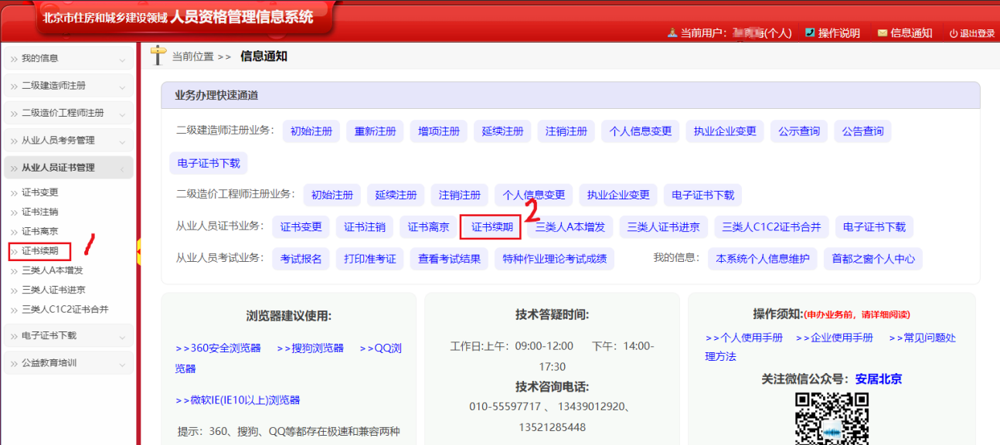 北京市住房和城乡建设领域 人员资格管理信息系统
当前用户： (个人) 操作说明 信息通知 退出登录
当前位置 >> 信息通知
>> 我的信息
>> 二级建造师注册
>> 二级造价工程师注册
>> 从业人员考务管理
>> 从业人员证书管理
>> 证书变更
>> 证书注销
>> 证书离京
>> 证书续期 1
>> 三类人A本增发
>> 三类人证书进京
>> 三类人C1C2证书合并
>> 电子证书下载
>> 公益教育培训
业务办理快速通道
二级建造师注册业务： 初始注册 重新注册 增项注册 延续注册 注销注册 个人信息变更 执业企业变更 公示查询 公告查询
电子证书下载
二级造价工程师注册业务： 初始注册 延续注册 注销注册 个人信息变更 执业企业变更 电子证书下载
从业人员证书业务： 证书变更 证书注销 证书离京 证书续期 2 三类人A本增发 三类人证书进京 三类人C1C2证书合并 电子证书下载
从业人员考试业务： 考试报名 打印准考证 查看考试结果 特种作业理论考试成绩 我的信息： 本系统个人信息维护 首都之窗个人中心
浏览器建议使用:
>>360安全浏览器 >>搜狗浏览器 >>QQ浏
览器
>>微软IE(IE10以上)浏览器
提示：360、搜狗、QQ等都存在极速和兼容两种
技术答疑时间:
工作日:上午：09:00-12:00 下午：14:00-
17:30
技术咨询电话:
010-55597717 、 13439012920、
13521285448
操作须知:(申办业务前，请详细阅读)
>>个人使用手册 >>企业使用手册 >>常见问题处
理方法
关注微信公众号：安居北京